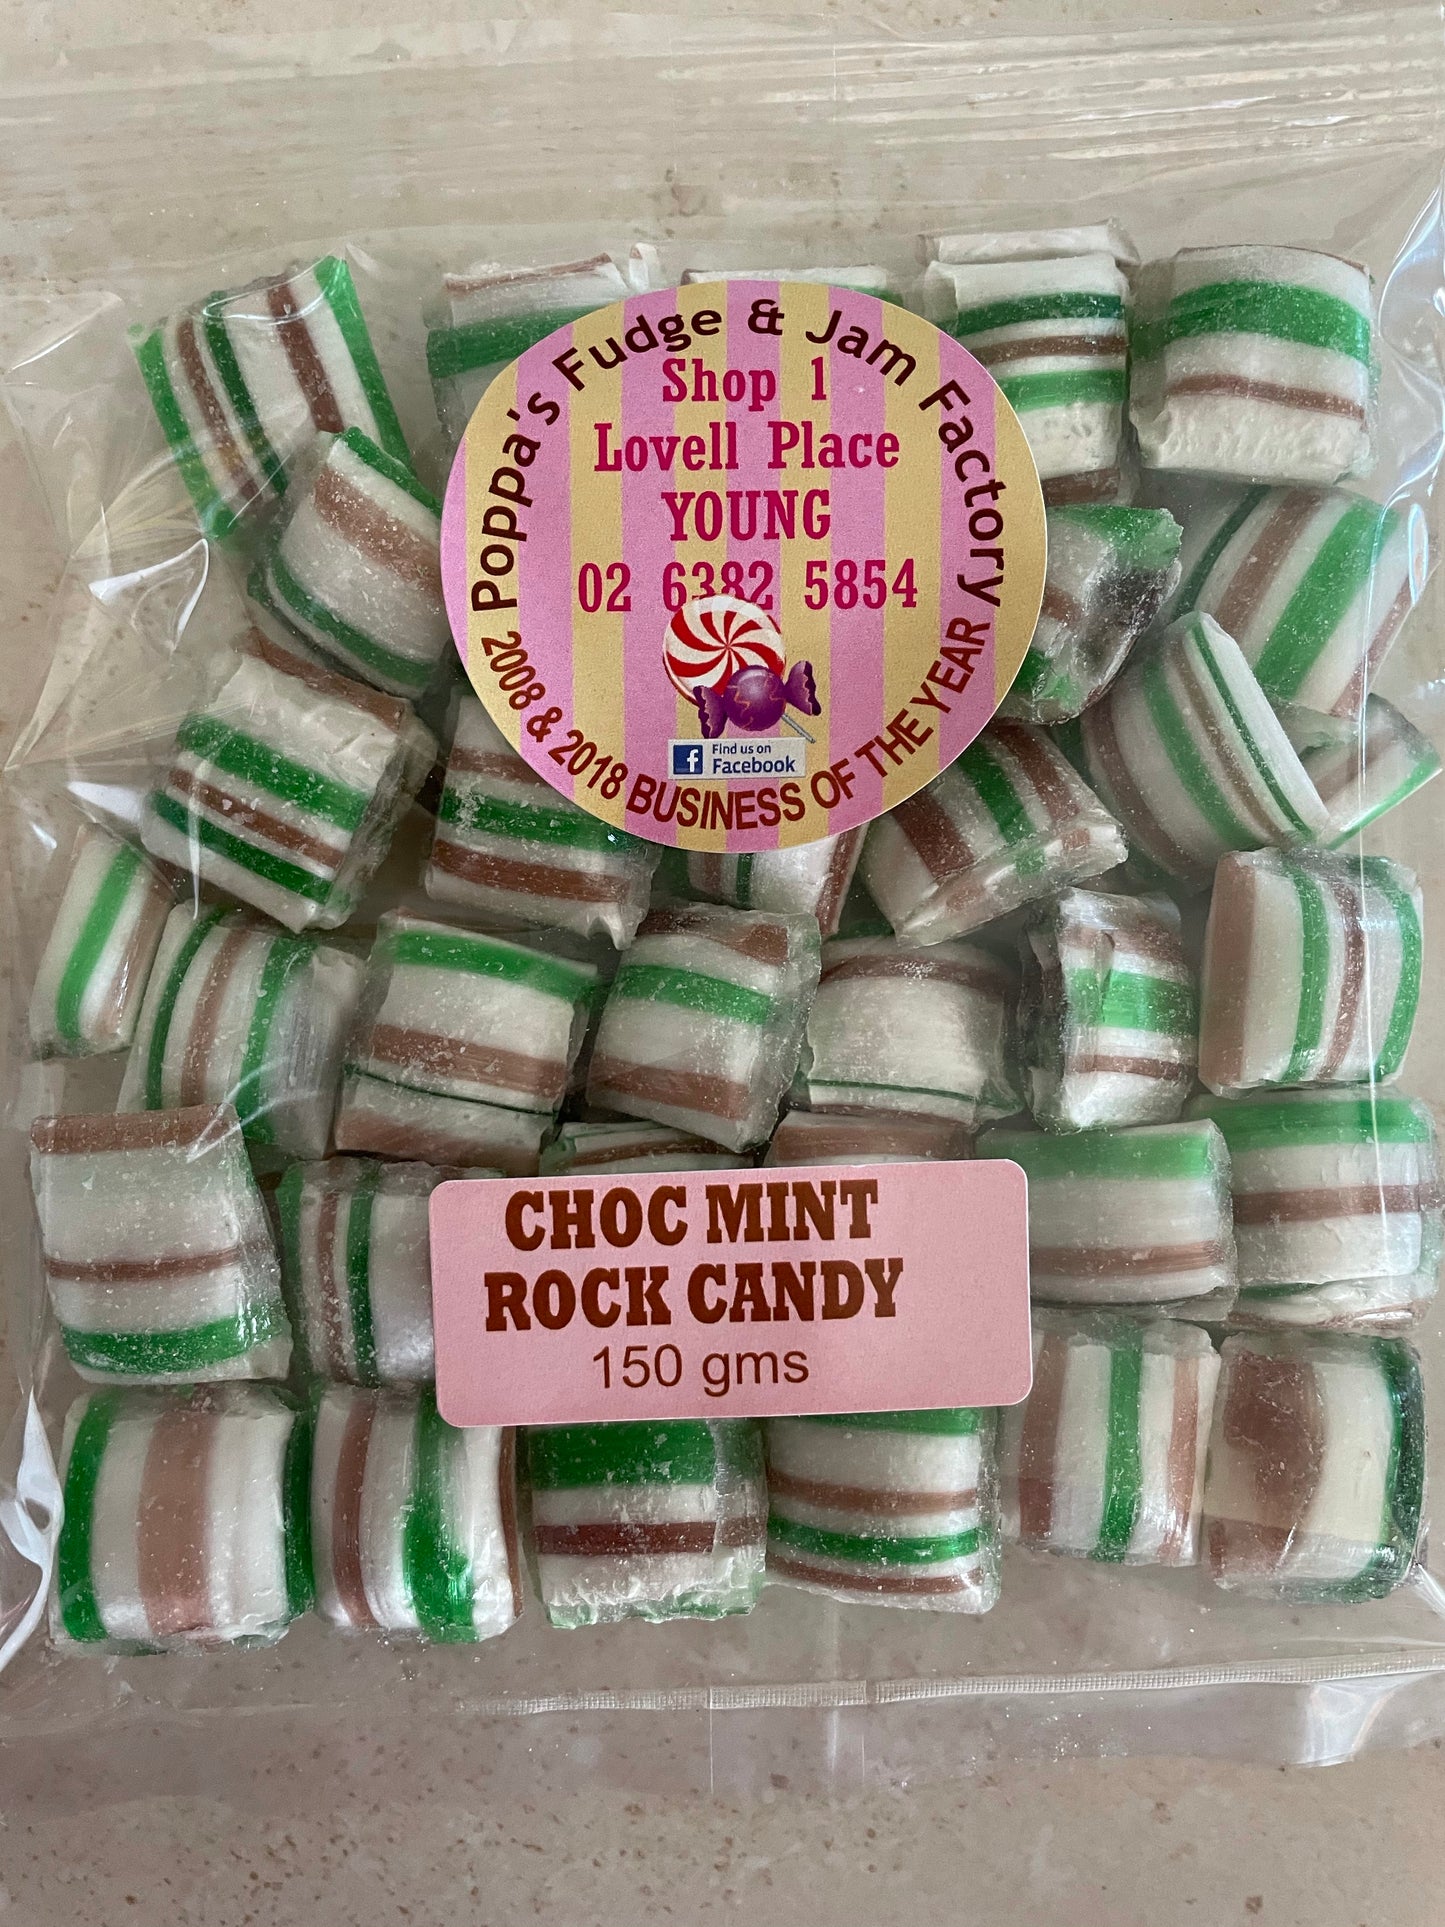 Poppa's Fudge & Jam Factory
Shop 1
Lovell Place
YOUNG
02 6382 5854
f Find us on
Facebook
2008 & 2018 BUSINESS OF THE YEAR
CHOC MINT
ROCK CANDY
150 gms